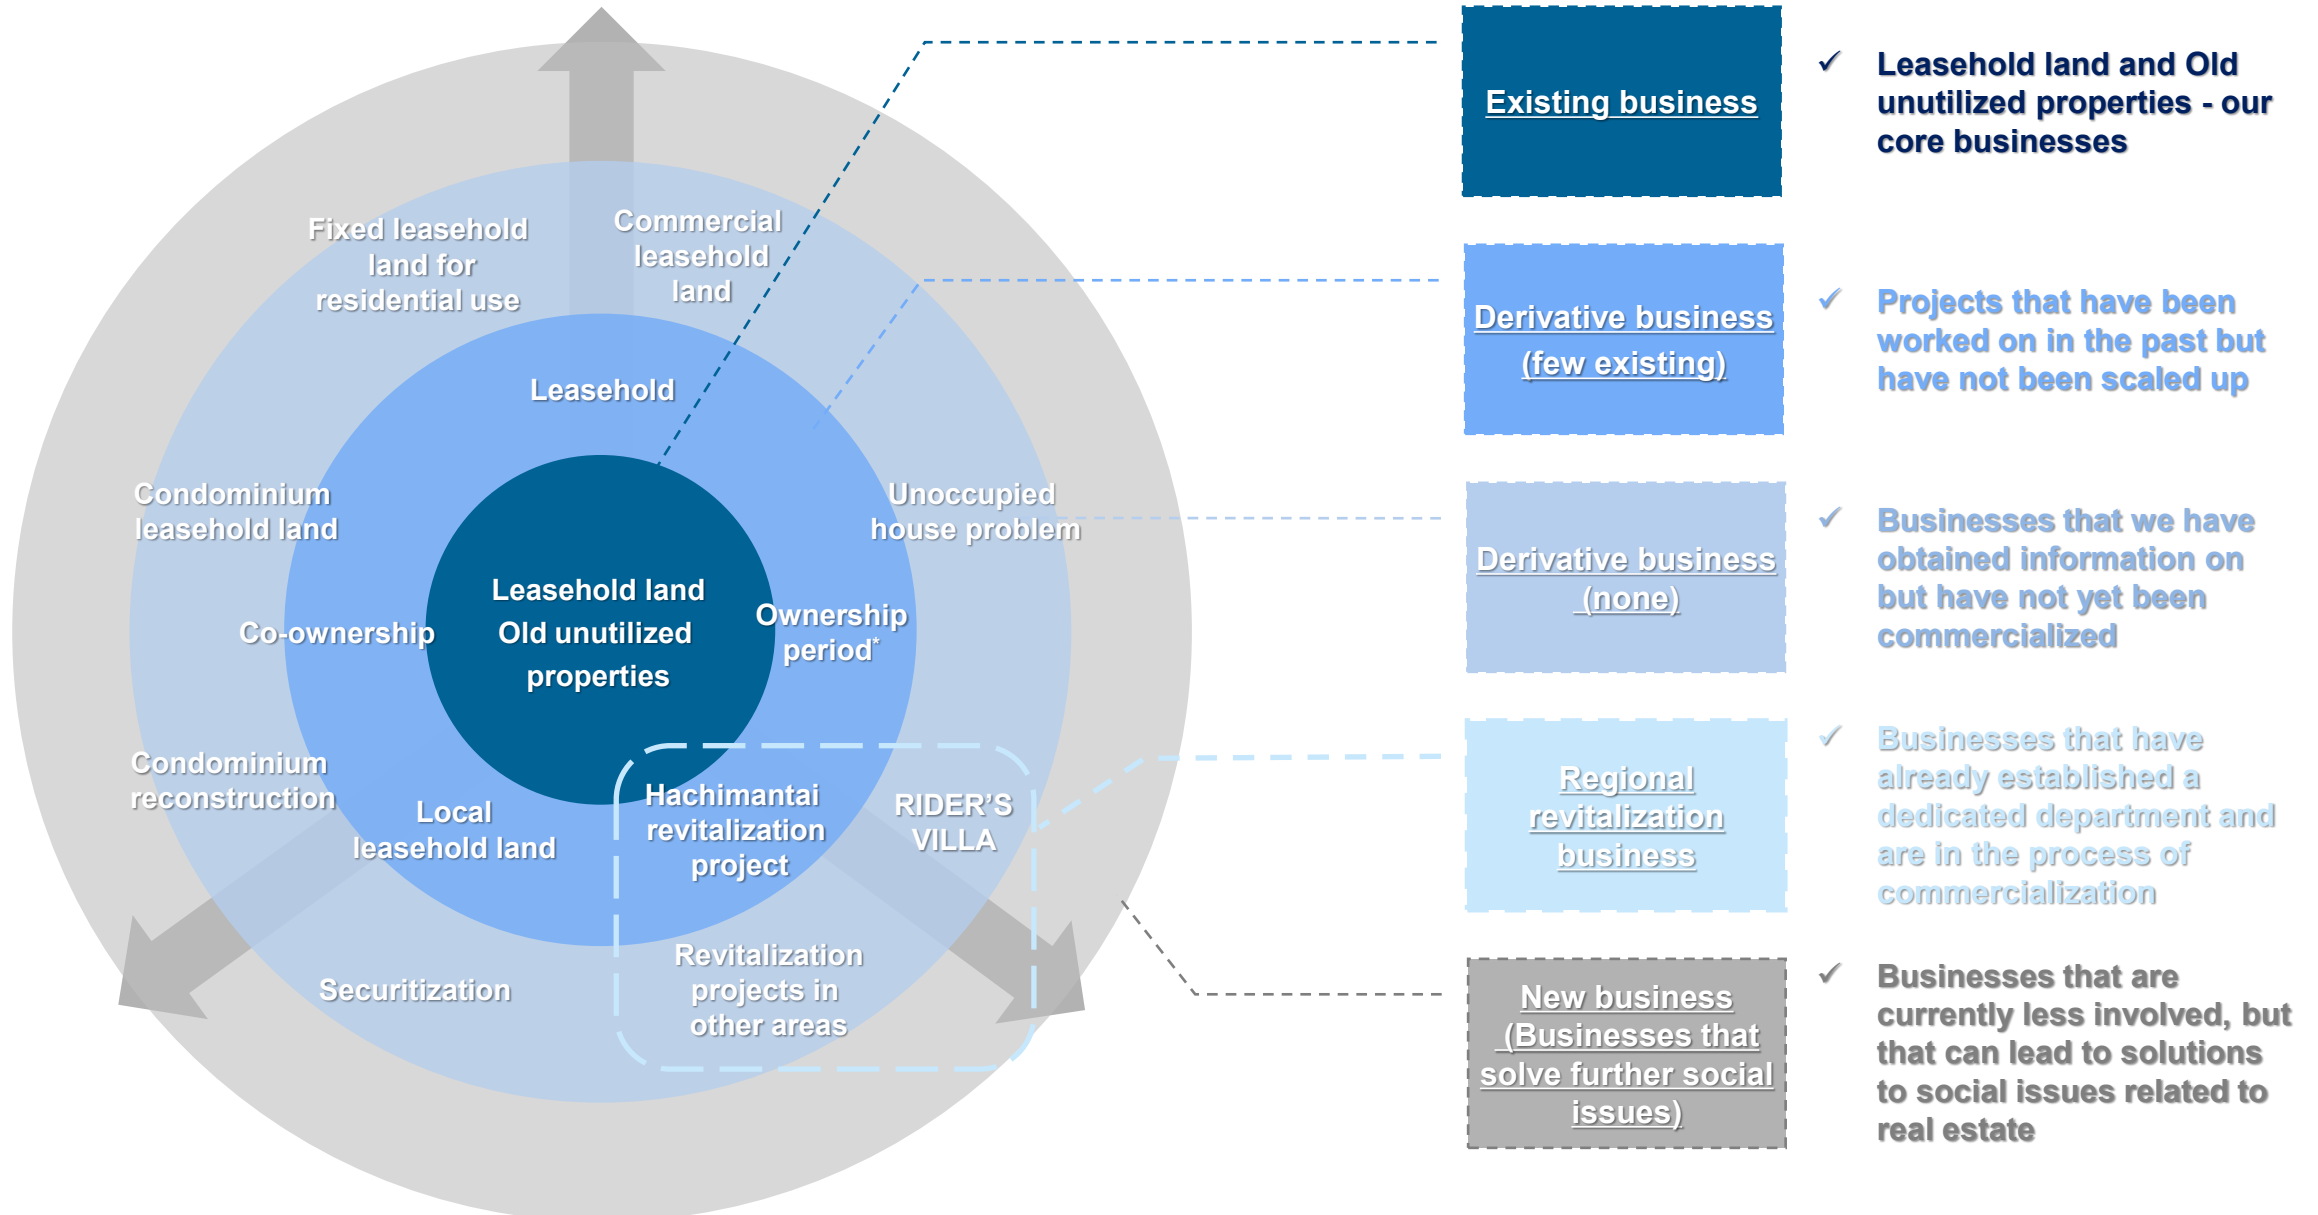 Fixed leasehold
land for
residential use
Commercial
leasehold
land
Leasehold
Condominium
leasehold land
Unoccupied
house problem
Co-ownership
Leasehold land
Old unutilized
properties
Ownership
period*
Condominium
reconstruction
Local
leasehold land
Hachimantai
revitalization
project
RIDER'S
VILLA
Securitization
Revitalization
projects in
other areas
Existing business
✓ Leasehold land and Old
unutilized properties - our
core businesses
Derivative business
(few existing)
✓ Projects that have been
worked on in the past but
have not been scaled up
Derivative business
(none)
✓ Businesses that we have
obtained information on
but have not yet been
commercialized
Regional
revitalization
business
✓ Businesses that have
already established a
dedicated department and
are in the process of
commercialization
New business
(Businesses that
solve further social
issues)
✓ Businesses that are
currently less involved, but
that can lead to solutions
to social issues related to
real estate